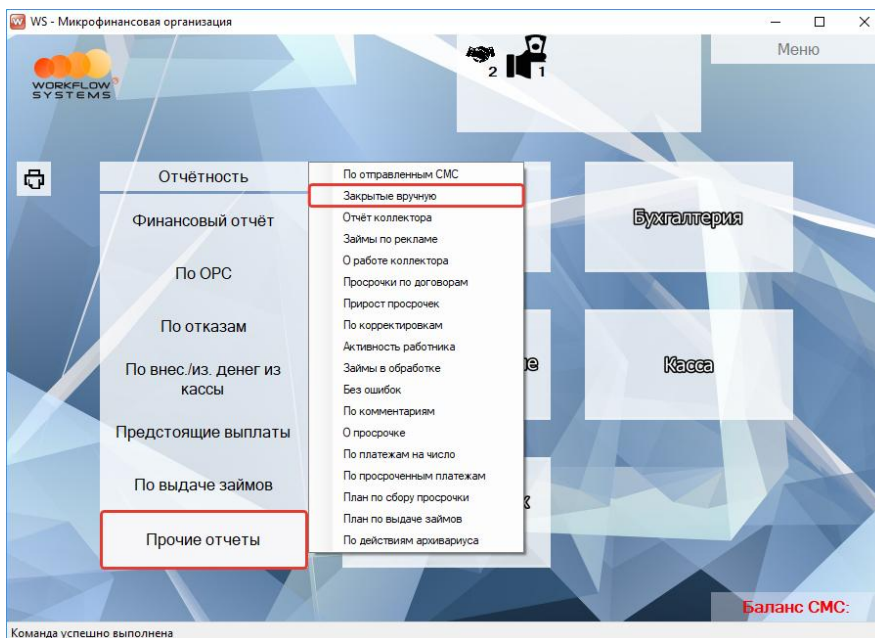 WS - Микрофинансовая организация
Меню
2 1
WORKFLOW
SYSTEMS
Отчётность
Финансовый отчёт
По ОРС
По отказам
По внес./из. денег из
кассы
Предстоящие выплаты
По выдаче займов
Прочие отчеты
По отправленным СМС
Закрытые вручную
Отчёт коллектора
Займы по рекламе
О работе коллектора
Просрочки по договорам
Прирост просрочек
По корректировкам
Активность работника
Займы в обработке
Без ошибок
По комментариям
О просрочке
По платежам на число
По просроченным платежам
План по сбору просрочки
План по выдаче займов
По действиям архивариуса
Бухгалтерия
Касса
Баланс СМС:
Команда успешно выполнена